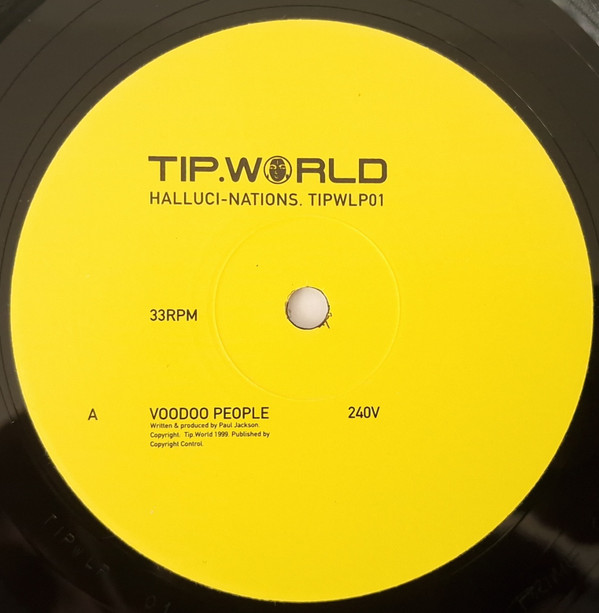 TIP.WORLD
HALLUCI-NATIONS. TIPWLP01
33RPM
A VOODOO PEOPLE 240V
Written & produced by Paul Jackson.
Copyright. Tip.World 1999. Published by
Copyright Control.